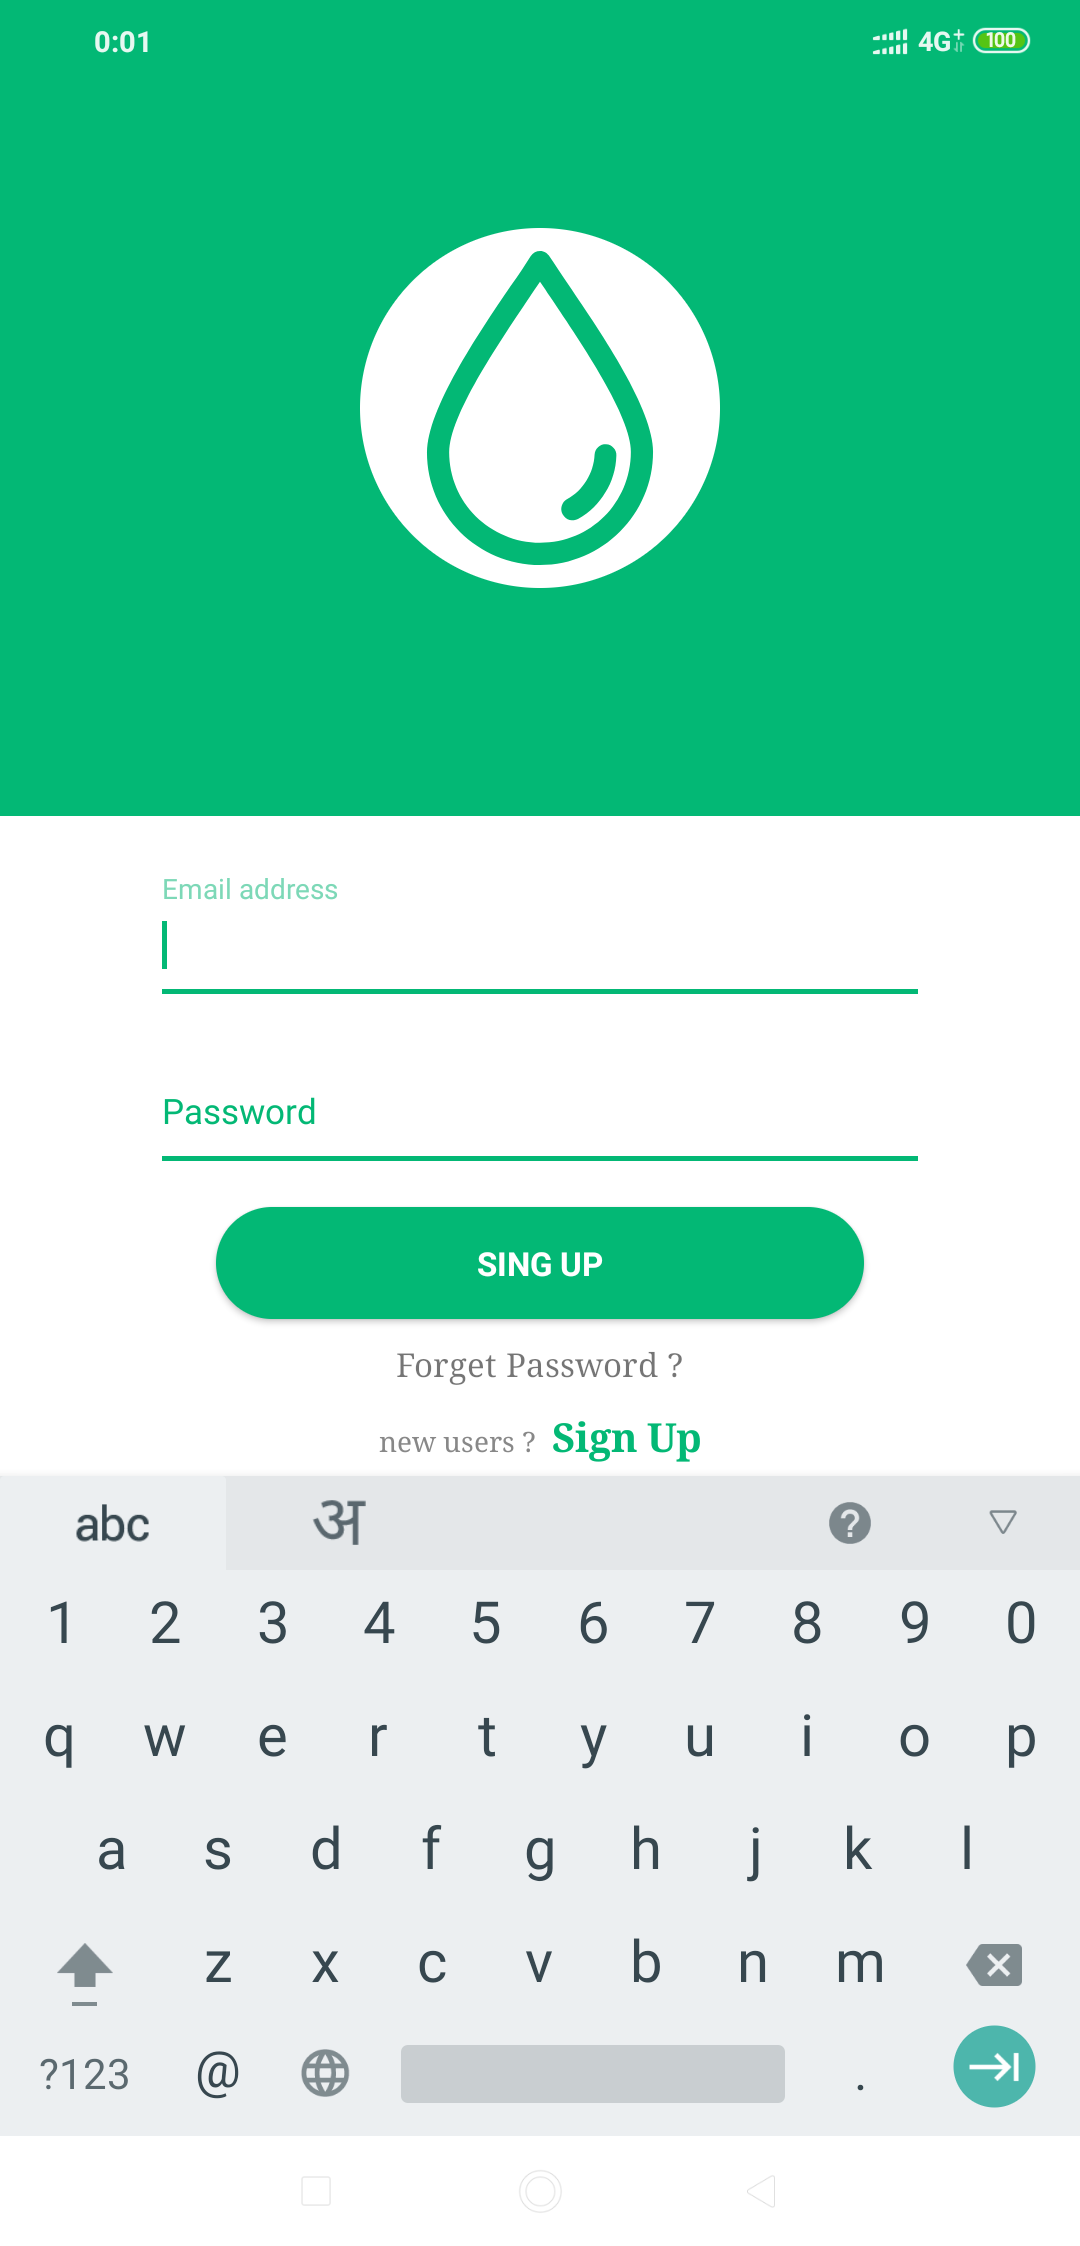 0:01 4G+ 100
Email address
Password
SING UP
Forget Password ?
new users ? Sign Up
abc अ ?
1 2 3 4 5 6 7 8 9 0
q w e r t y u i o p
a s d f g h j k l
z x c v b n m
?123 @ .